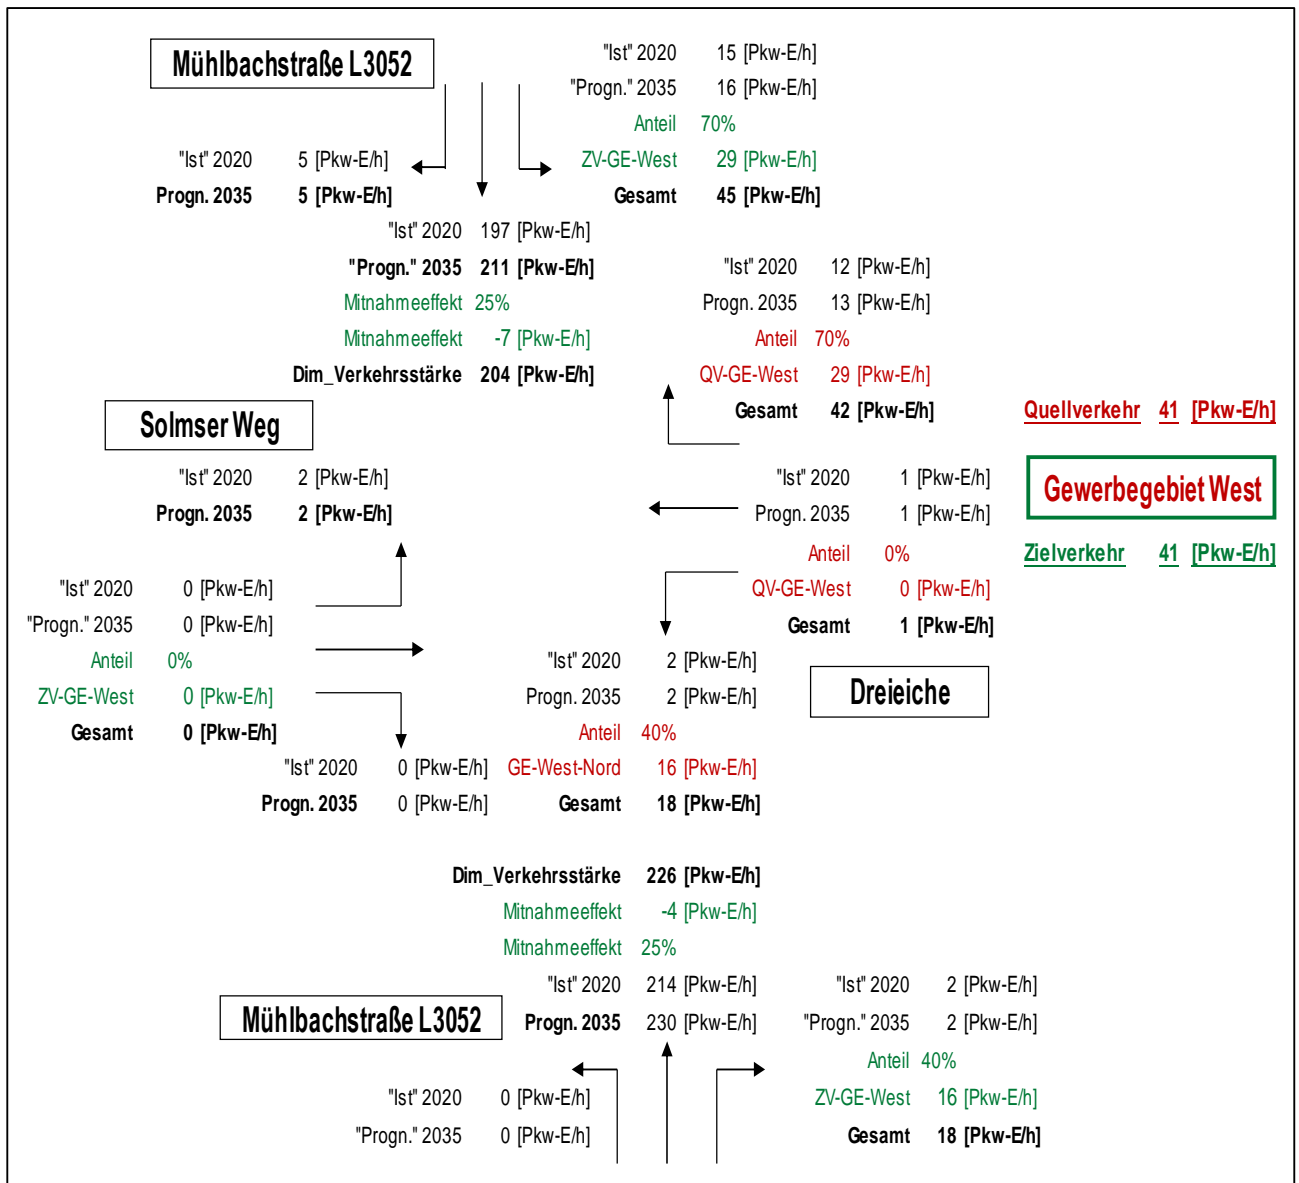 Mühlbachstraße L3052
"Ist" 2020 15 [Pkw-E/h]
"Progn." 2035 16 [Pkw-E/h]
Anteil 70%
ZV-GE-West 29 [Pkw-E/h]
Gesamt 45 [Pkw-E/h]
"Ist" 2020 5 [Pkw-E/h]
Progn. 2035 5 [Pkw-E/h]
"Ist" 2020 197 [Pkw-E/h]
"Progn." 2035 211 [Pkw-E/h]
Mitnahmeeffekt 25%
Mitnahmeeffekt -7 [Pkw-E/h]
Dim_Verkehrsstärke 204 [Pkw-E/h]
"Ist" 2020 12 [Pkw-E/h]
Progn. 2035 13 [Pkw-E/h]
Anteil 70%
QV-GE-West 29 [Pkw-E/h]
Gesamt 42 [Pkw-E/h]
Quellverkehr 41 [Pkw-E/h]
Gewerbegebiet West
Zielverkehr 41 [Pkw-E/h]
Solmser Weg
"Ist" 2020 2 [Pkw-E/h]
Progn. 2035 2 [Pkw-E/h]
"Ist" 2020 1 [Pkw-E/h]
Progn. 2035 1 [Pkw-E/h]
Anteil 0%
QV-GE-West 0 [Pkw-E/h]
Gesamt 1 [Pkw-E/h]
"Ist" 2020 0 [Pkw-E/h]
"Progn." 2035 0 [Pkw-E/h]
Anteil 0%
ZV-GE-West 0 [Pkw-E/h]
Gesamt 0 [Pkw-E/h]
"Ist" 2020 2 [Pkw-E/h]
Progn. 2035 2 [Pkw-E/h]
Anteil 40%
GE-West-Nord 16 [Pkw-E/h]
Gesamt 18 [Pkw-E/h]
Dreieiche
"Ist" 2020 0 [Pkw-E/h]
Progn. 2035 0 [Pkw-E/h]
Dim_Verkehrsstärke 226 [Pkw-E/h]
Mitnahmeeffekt -4 [Pkw-E/h]
Mitnahmeeffekt 25%
"Ist" 2020 214 [Pkw-E/h]
Progn. 2035 230 [Pkw-E/h]
Mühlbachstraße L3052
"Ist" 2020 2 [Pkw-E/h]
"Progn." 2035 2 [Pkw-E/h]
Anteil 40%
ZV-GE-West 16 [Pkw-E/h]
Gesamt 18 [Pkw-E/h]
"Ist" 2020 0 [Pkw-E/h]
"Progn." 2035 0 [Pkw-E/h]